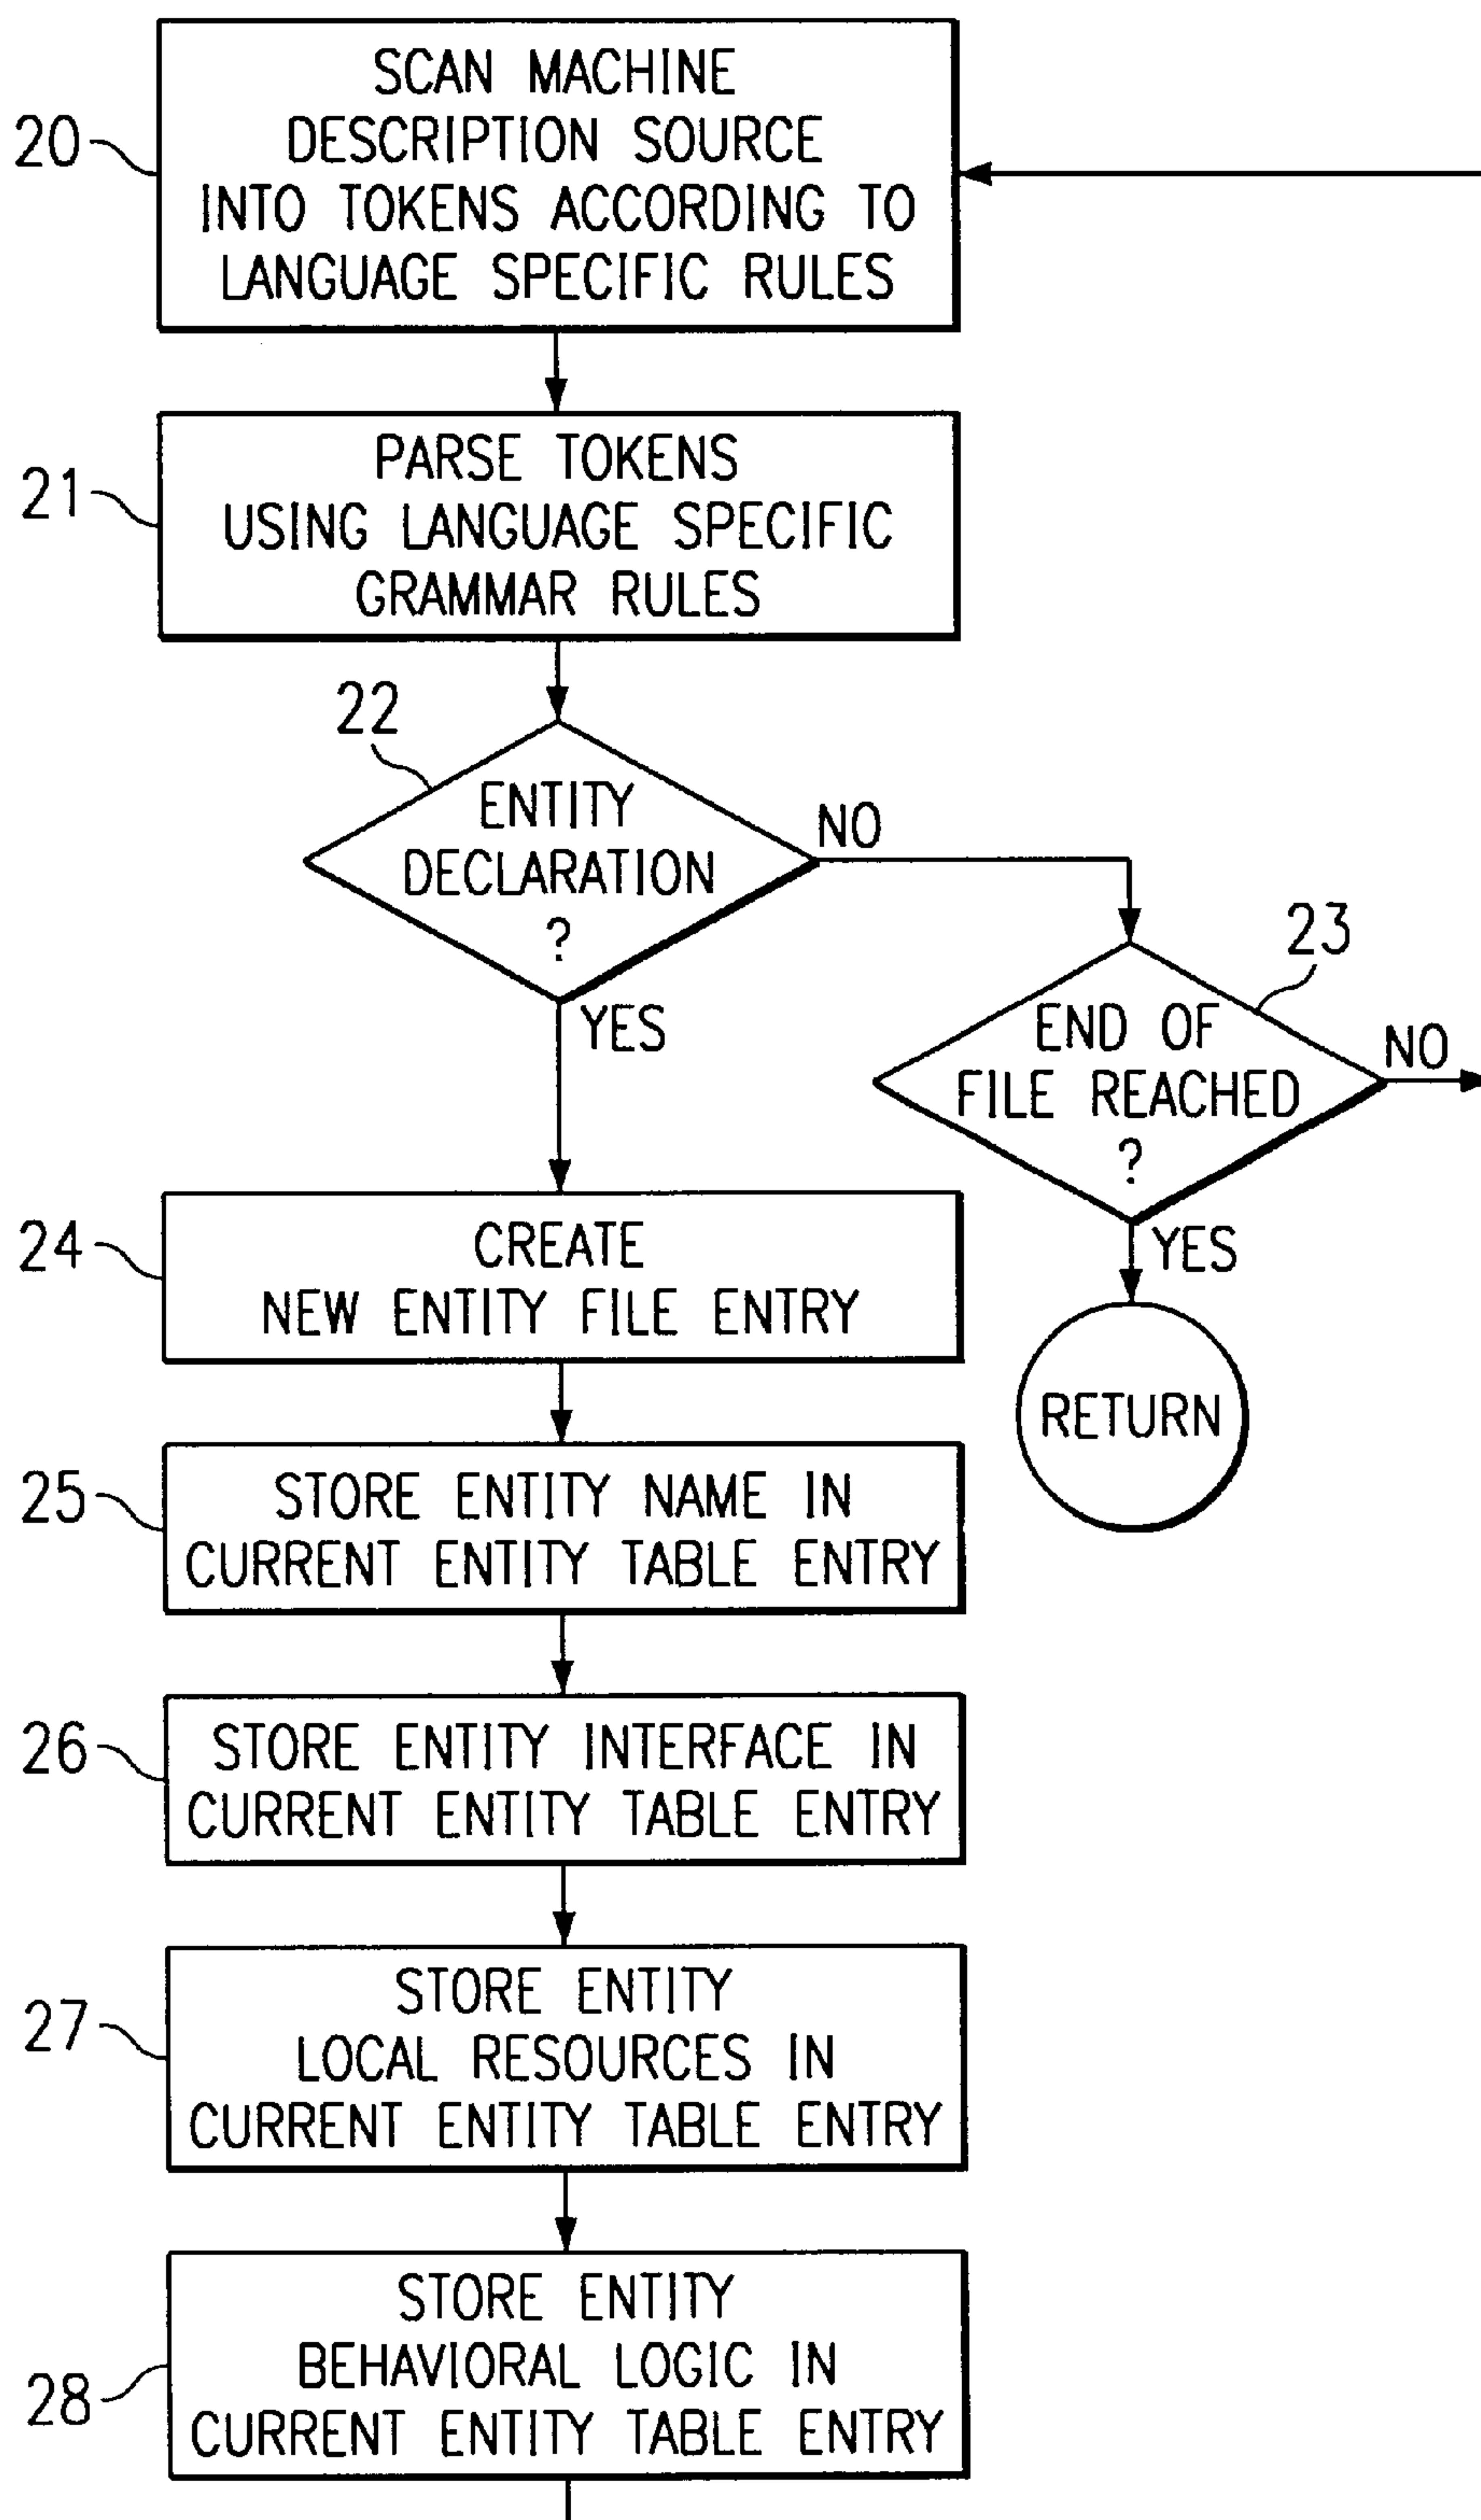 20
SCAN MACHINE
DESCRIPTION SOURCE
INTO TOKENS ACCORDING TO
LANGUAGE SPECIFIC RULES
21
PARSE TOKENS
USING LANGUAGE SPECIFIC
GRAMMAR RULES
22
ENTITY
DECLARATION
?
NO
YES
23
END OF
FILE REACHED
?
NO
YES
RETURN
24
CREATE
NEW ENTITY FILE ENTRY
25
STORE ENTITY NAME IN
CURRENT ENTITY TABLE ENTRY
26
STORE ENTITY INTERFACE IN
CURRENT ENTITY TABLE ENTRY
27
STORE ENTITY
LOCAL RESOURCES IN
CURRENT ENTITY TABLE ENTRY
28
STORE ENTITY
BEHAVIORAL LOGIC IN
CURRENT ENTITY TABLE ENTRY